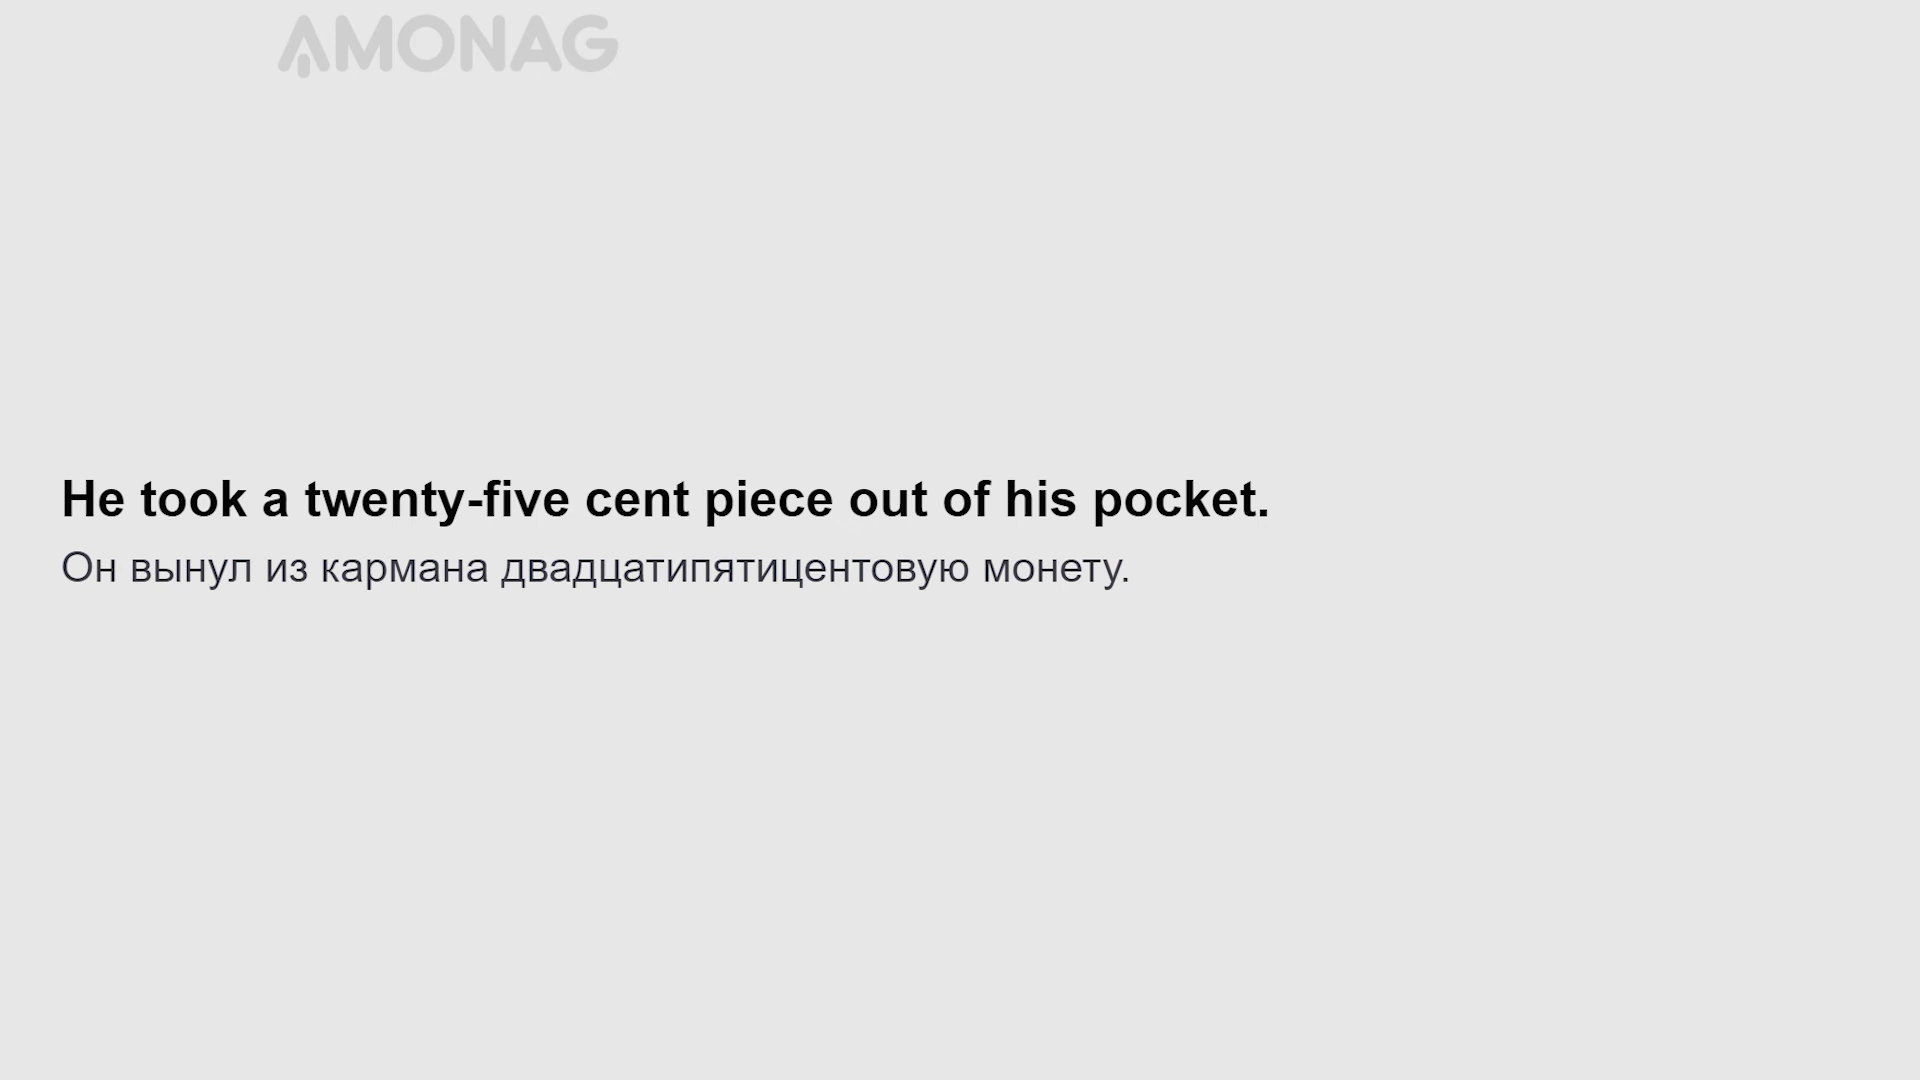 AMONAG
He took a twenty-five cent piece out of his pocket.
Он вынул из кармана двадцатипятицентовую монету.